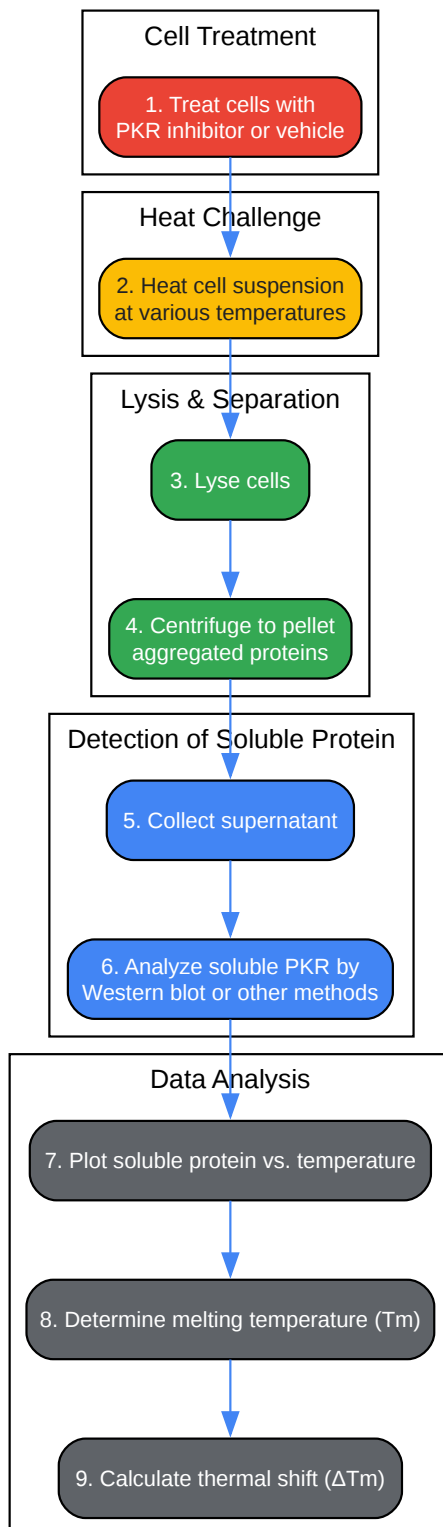 Cell Treatment
1. Treat cells with
PKR inhibitor or vehicle
Heat Challenge
2. Heat cell suspension
at various temperatures
Lysis & Separation
3. Lyse cells
4. Centrifuge to pellet
aggregated proteins
Detection of Soluble Protein
5. Collect supernatant
6. Analyze soluble PKR by
Western blot or other methods
Data Analysis
7. Plot soluble protein vs. temperature
8. Determine melting temperature (Tm)
9. Calculate thermal shift (ΔTm)